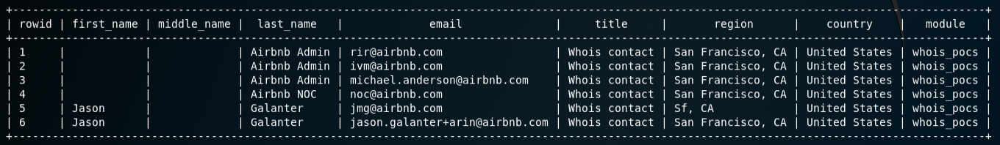 +---------------------------------------------------------------------------------------------------------------------------------------------------+
| rowid | first_name | middle_name |  last_name   |             email              |     title     |       region      |    country    |   module   |
+---------------------------------------------------------------------------------------------------------------------------------------------------+
| 1     |            |             | Airbnb Admin | rir@airbnb.com                 | Whois contact | San Francisco, CA | United States | whois_pocs |
| 2     |            |             | Airbnb Admin | ivm@airbnb.com                 | Whois contact | San Francisco, CA | United States | whois_pocs |
| 3     |            |             | Airbnb Admin | michael.anderson@airbnb.com    | Whois contact | San Francisco, CA | United States | whois_pocs |
| 4     |            |             | Airbnb NOC   | noc@airbnb.com                 | Whois contact | San Francisco, CA | United States | whois_pocs |
| 5     | Jason      |             | Galanter     | jmg@airbnb.com                 | Whois contact | Sf, CA            | United States | whois_pocs |
| 6     | Jason      |             | Galanter     | jason.galanter+arin@airbnb.com | Whois contact | San Francisco, CA | United States | whois_pocs |
+---------------------------------------------------------------------------------------------------------------------------------------------------+